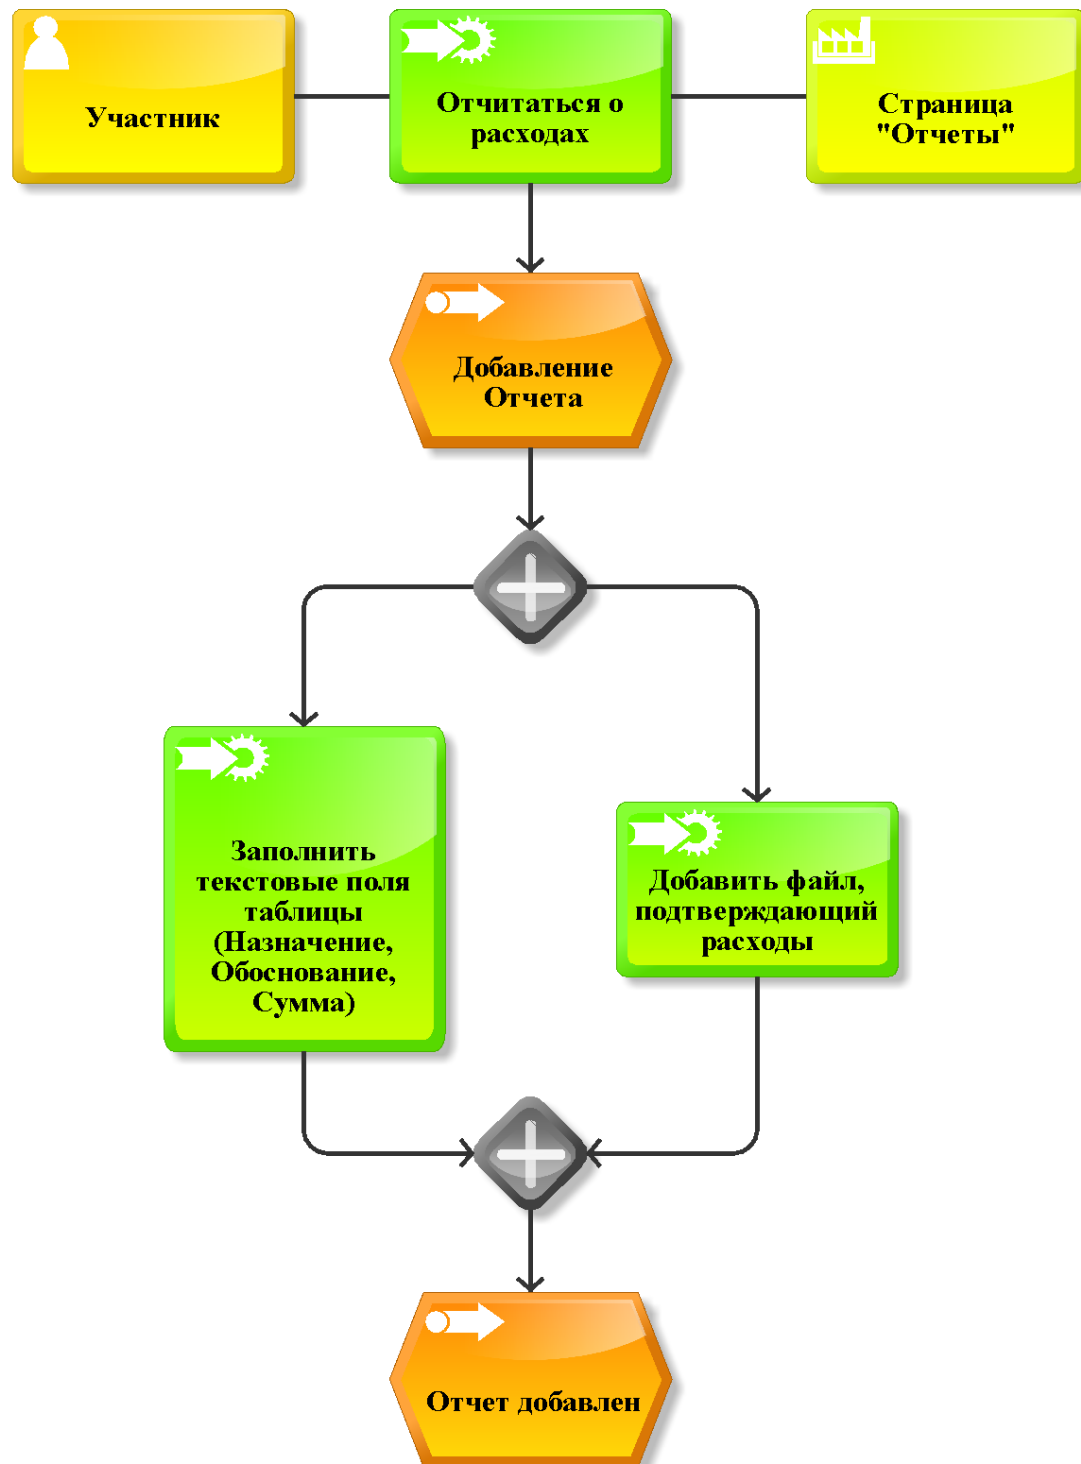 Участник
Отчитаться о
расходах
Страница
"Отчеты"
Добавление
Отчета
Заполнить
текстовые поля
таблицы
(Назначение,
Обоснование,
Сумма)
Добавить файл,
подтверждающий
расходы
Отчет добавлен